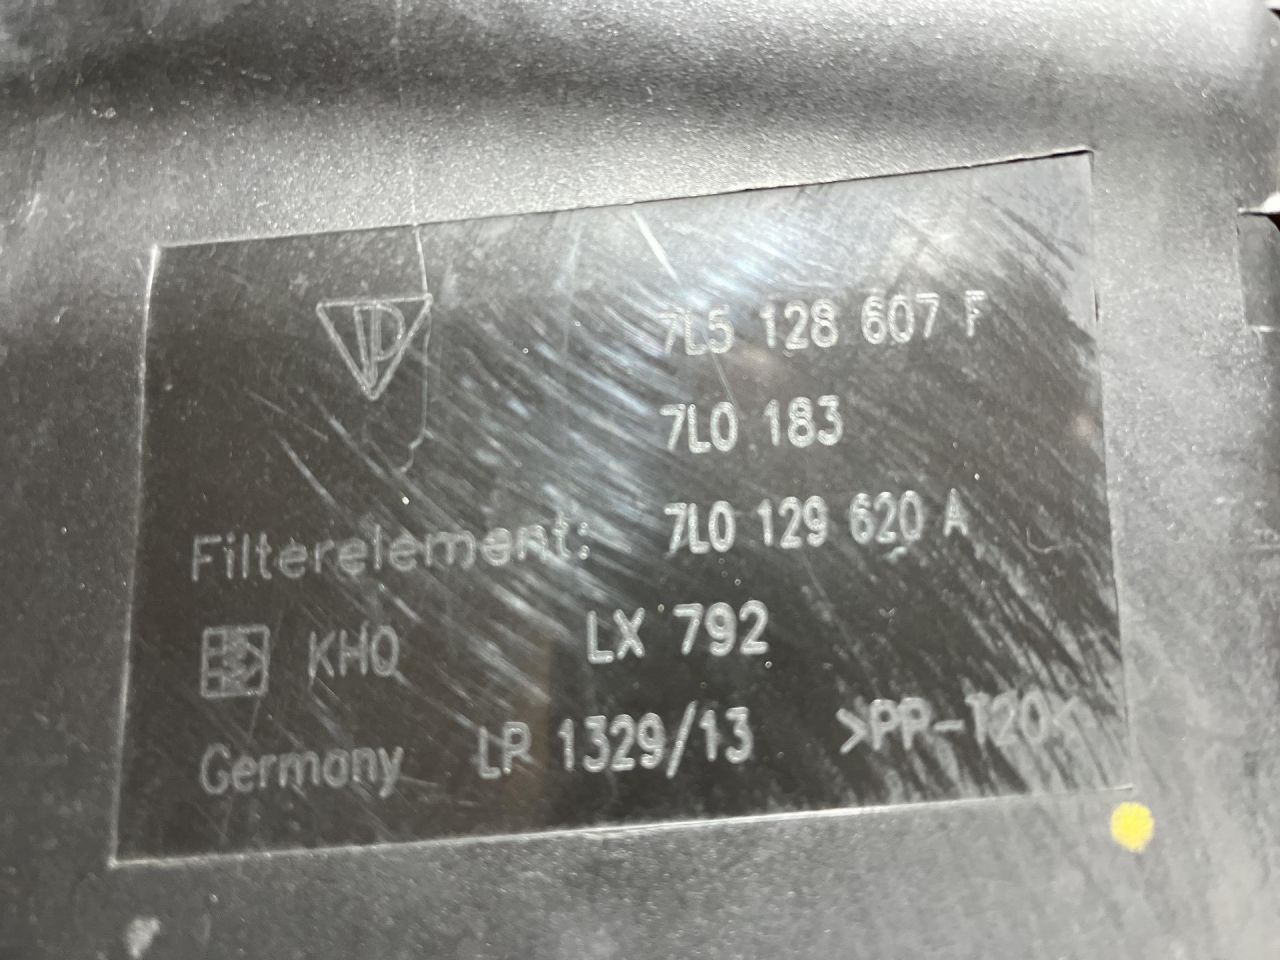 7L5 128 607 F
7L0 183
Filterelement: 7L0 129 620 A
KHQ LX 792
Germany LP 1329/13 >PP-T20<